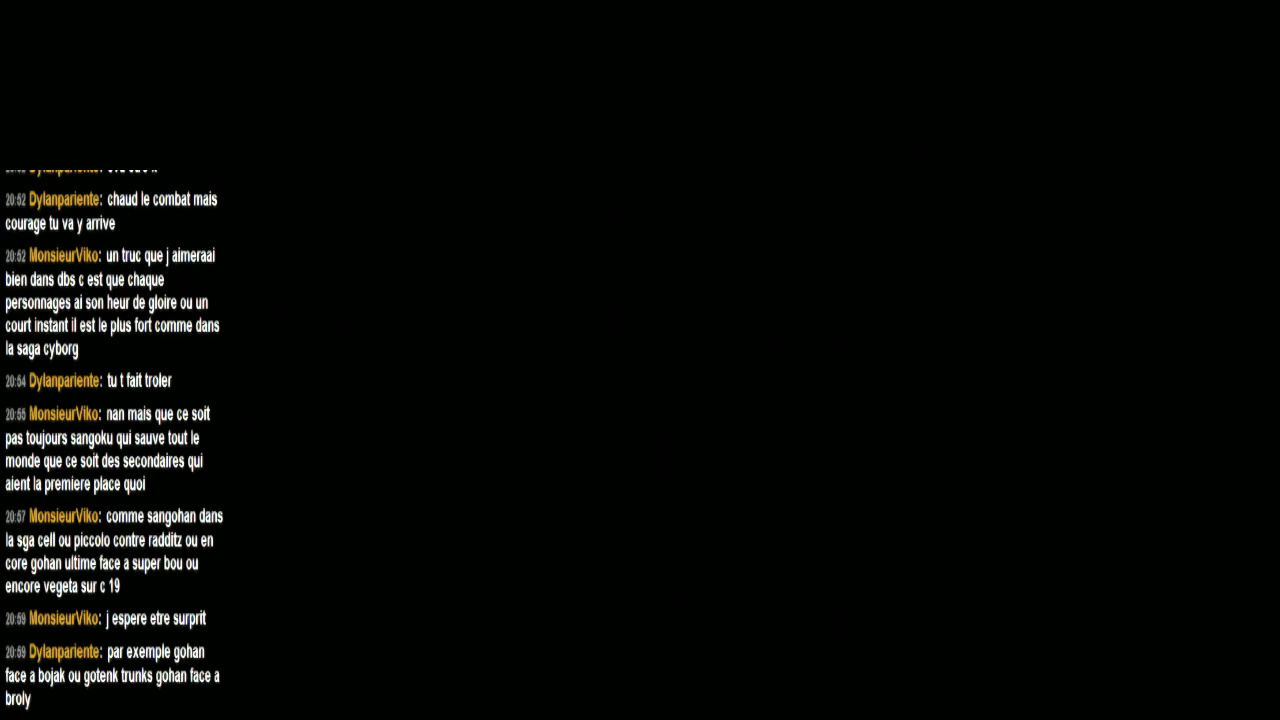 20:52 Dylanpariente: chaud le combat mais
courage tu va y arrive
20:52 MonsieurViko: un truc que j aimeraai
bien dans dbs c est que chaque
personnages ai son heur de gloire ou un
court instant il est le plus fort comme dans
la saga cyborg
20:54 Dylanpariente: tu t fait troler
20:55 MonsieurViko: nan mais que ce soit
pas toujours sangoku qui sauve tout le
monde que ce soit des secondaires qui
aient la premiere place quoi
20:57 MonsieurViko: comme sangohan dans
la sga cell ou piccolo contre radditz ou en
core gohan ultime face a super bou ou
encore vegeta sur c 19
20:59 MonsieurViko: j espere etre surprit
20:59 Dylanpariente: par exemple gohan
face a bojak ou gotenk trunks gohan face a
broly